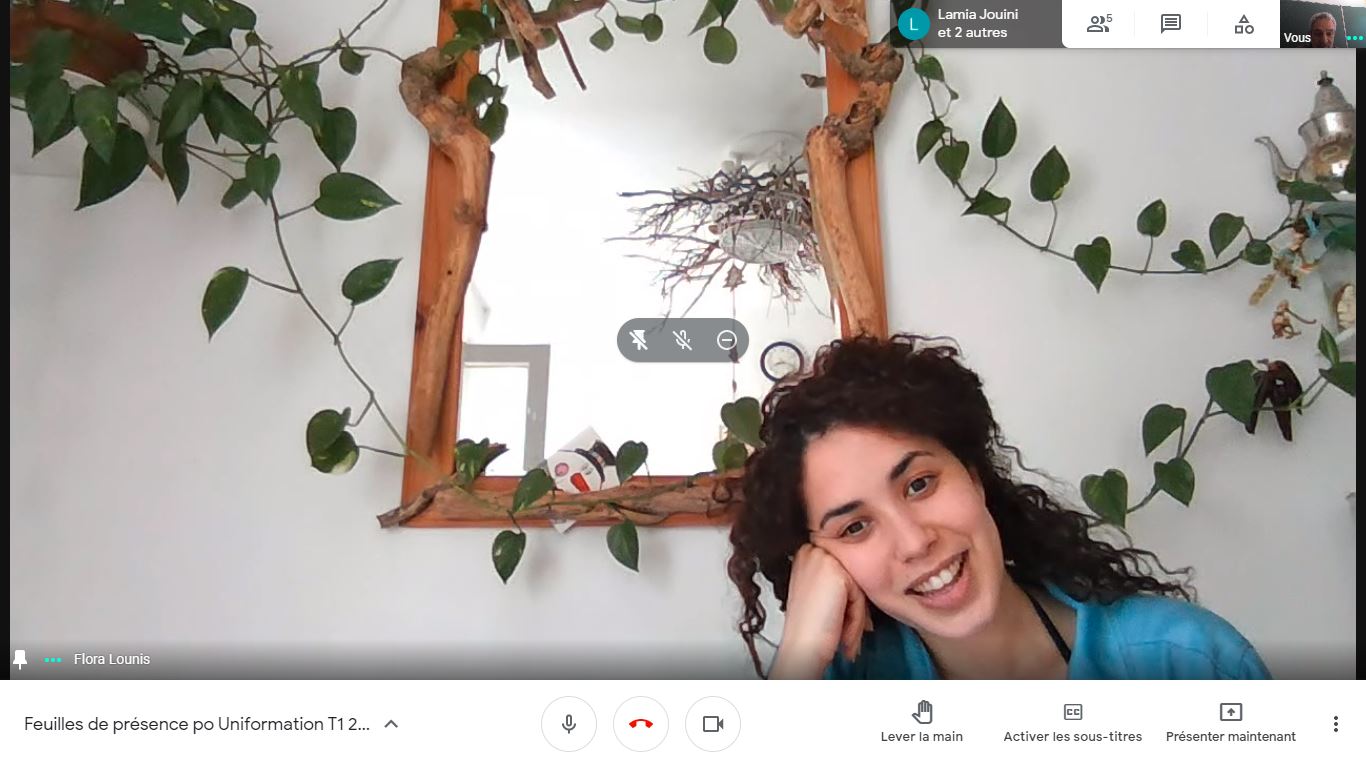 Lamia Jouini
et 2 autres
L
5
Vous
Flora Lounis
Feuilles de présence po Uniformation T1 2...
CC
Lever la main
Activer les sous-titres
Présenter maintenant